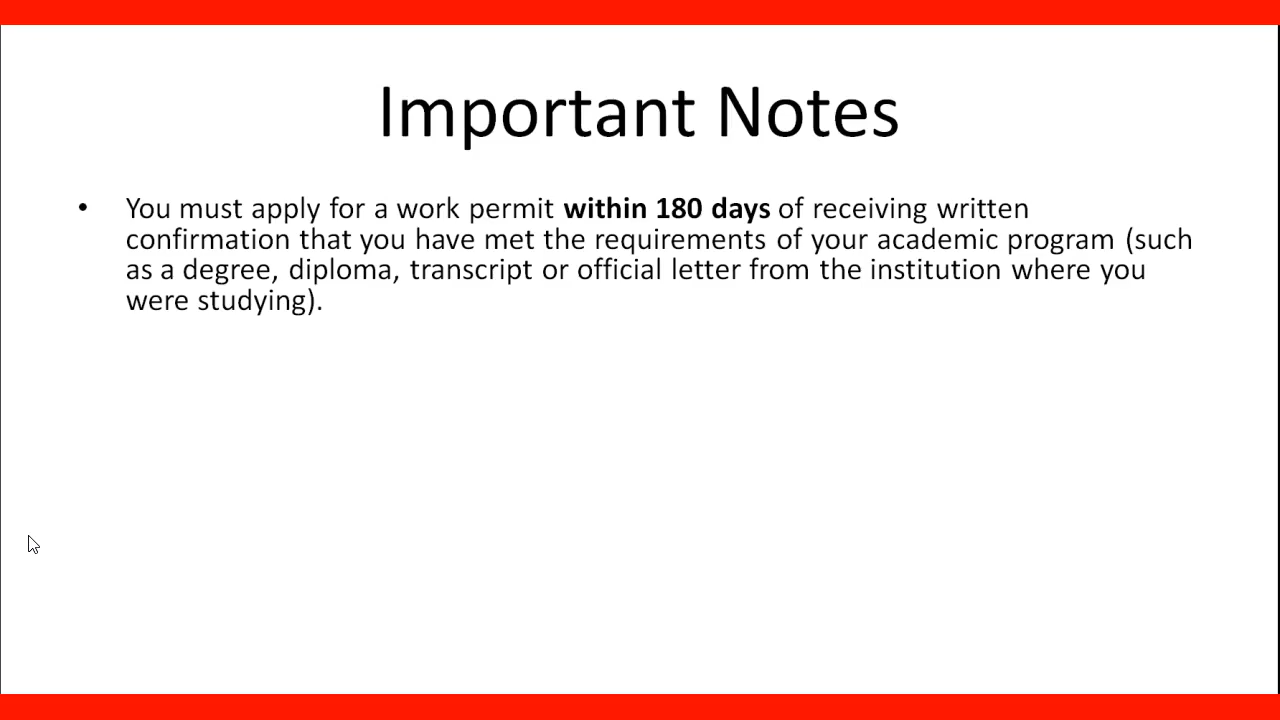 Important Notes
• You must apply for a work permit within 180 days of receiving written
confirmation that you have met the requirements of your academic program (such
as a degree, diploma, transcript or official letter from the institution where you
were studying).